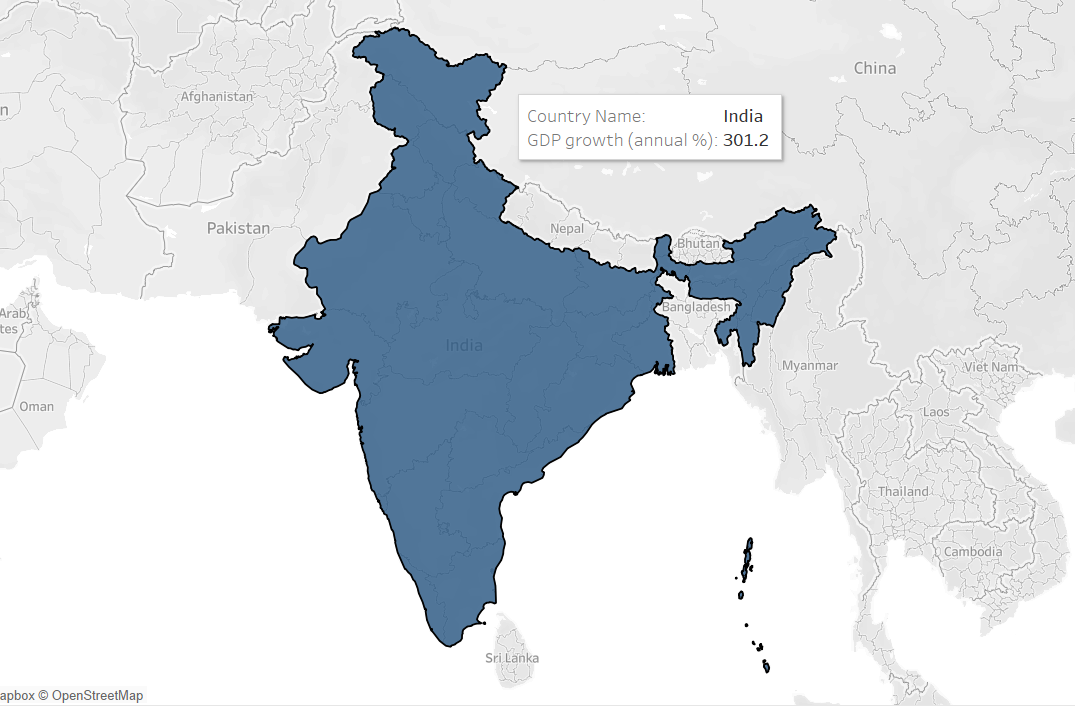 China
Afghanistan
n
Country Name: India
GDP growth (annual %): 301.2
Pakistan
Nepal
Bhutan
Bangladesh
Arab
tes
India
Myanmar
Viet Nam
Oman
Laos
Thailand
Cambodia
Sri Lanka
apbox © OpenStreetMap